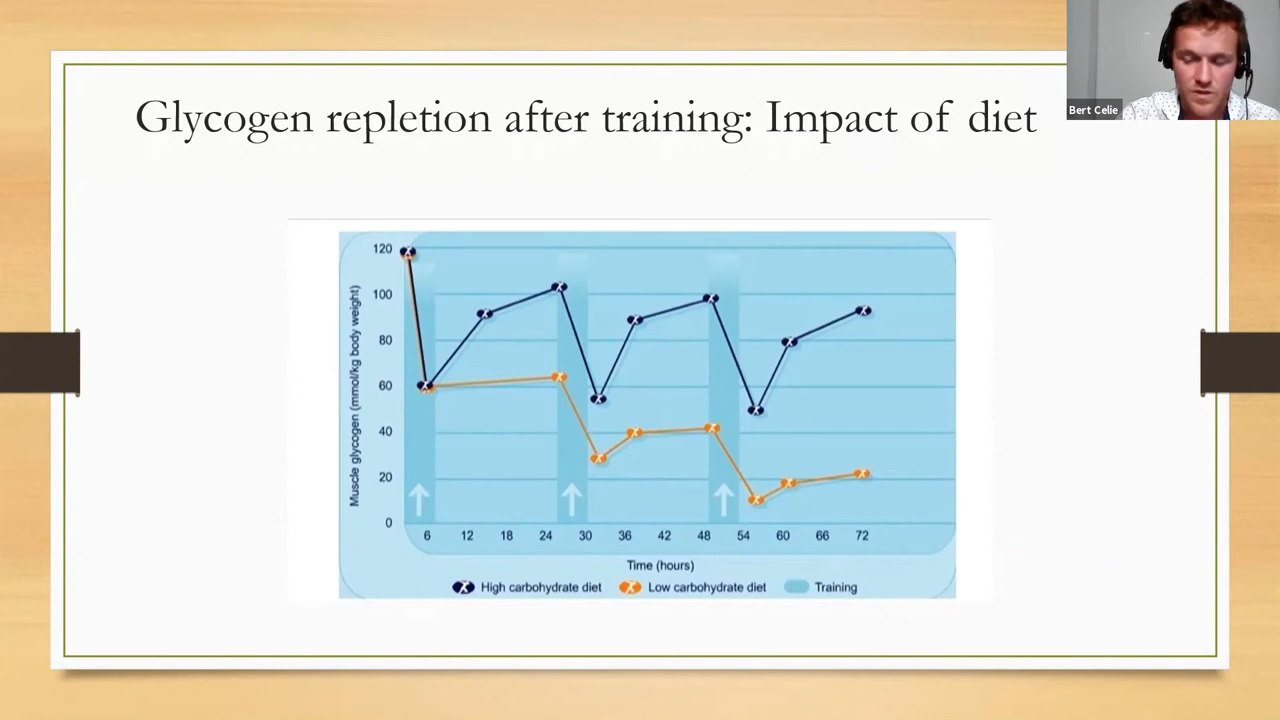 Bert Celie
Glycogen repletion after training: Impact of diet
Muscle glycogen (mmol/kg body weight)
120
100
80
60
40
20
0
6 12 18 24 30 36 42 48 54 60 66 72
Time (hours)
High carbohydrate diet Low carbohydrate diet Training